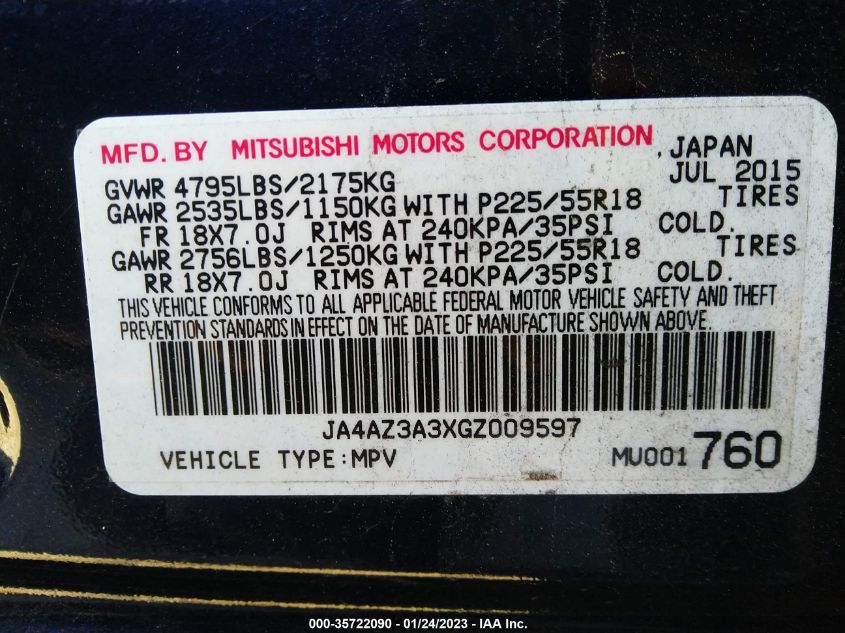 MFD. BY MITSUBISHI MOTORS CORPORATION, JAPAN
GVWR 4795LBS/2175KG JUL 2015
GAWR 2535LBS/1150KG WITH P225/55R18 TIRES
FR 18X7.0J RIMS AT 240KPA/35PSI COLD.
GAWR 2756LBS/1250KG WITH P225/55R18 TIRES
RR 18X7.0J RIMS AT 240KPA/35PSI COLD.
THIS VEHICLE CONFORMS TO ALL APPLICABLE FEDERAL MOTOR VEHICLE SAFETY AND THEFT
PREVENTION STANDARDS IN EFFECT ON THE DATE OF MANUFACTURE SHOWN ABOVE.
JA4AZ3A3XGZ009597
VEHICLE TYPE:MPV MU001 760
000-35722090 - 01/24/2023 - IAA Inc.